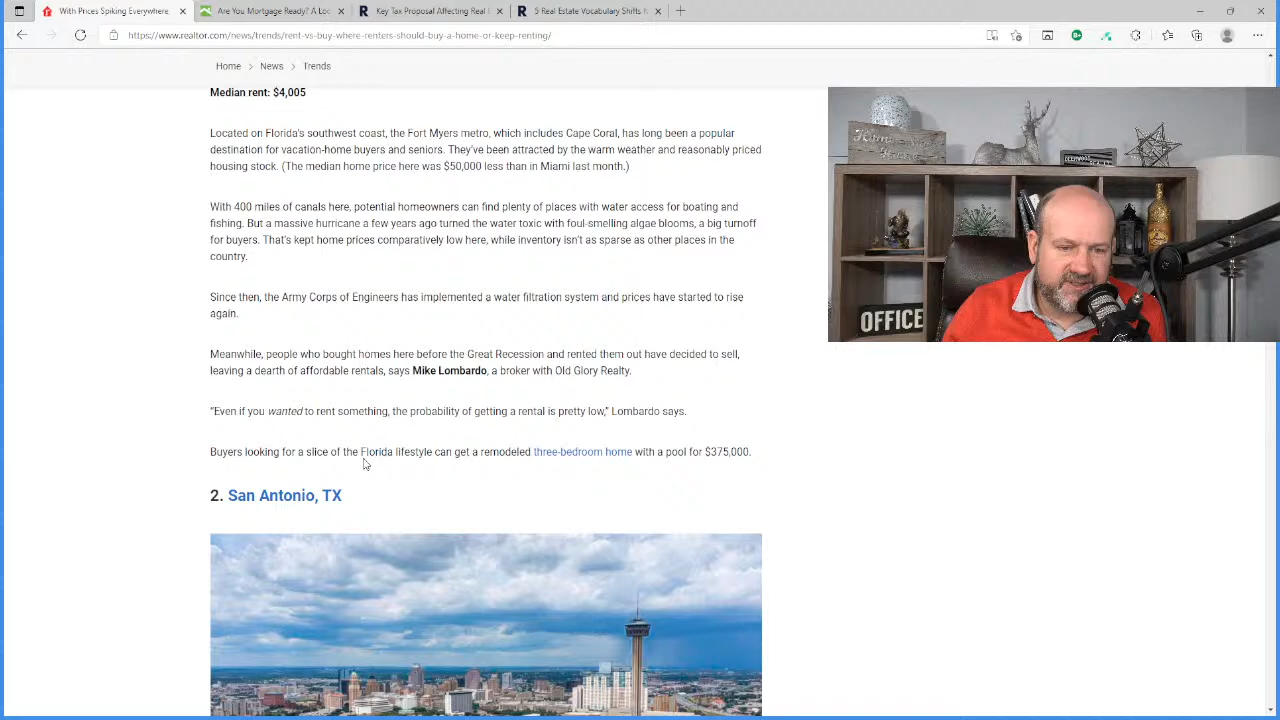 With Prices Spiking Everywhere,
Are You Mortgage Ready? A Loc
Key Tax Proposal Affecting Real
5 Real Estate Vocabulary Shifts
https://www.realtor.com/news/trends/rent-vs-buy-where-renters-should-buy-a-home-or-keep-renting/
Home > News > Trends
Median rent: $4,005
Located on Florida's southwest coast, the Fort Myers metro, which includes Cape Coral, has long been a popular
destination for vacation-home buyers and seniors. They've been attracted by the warm weather and reasonably priced
housing stock. (The median home price here was $50,000 less than in Miami last month.)
With 400 miles of canals here, potential homeowners can find plenty of places with water access for boating and
fishing. But a massive hurricane a few years ago turned the water toxic with foul-smelling algae blooms, a big turnoff
for buyers. That's kept home prices comparatively low here, while inventory isn't as sparse as other places in the
country.
Since then, the Army Corps of Engineers has implemented a water filtration system and prices have started to rise
again.
Meanwhile, people who bought homes here before the Great Recession and rented them out have decided to sell,
leaving a dearth of affordable rentals, says Mike Lombardo, a broker with Old Glory Realty.
“Even if you wanted to rent something, the probability of getting a rental is pretty low,” Lombardo says.
Buyers looking for a slice of the Florida lifestyle can get a remodeled three-bedroom home with a pool for $375,000.
2. San Antonio, TX
OFFICE